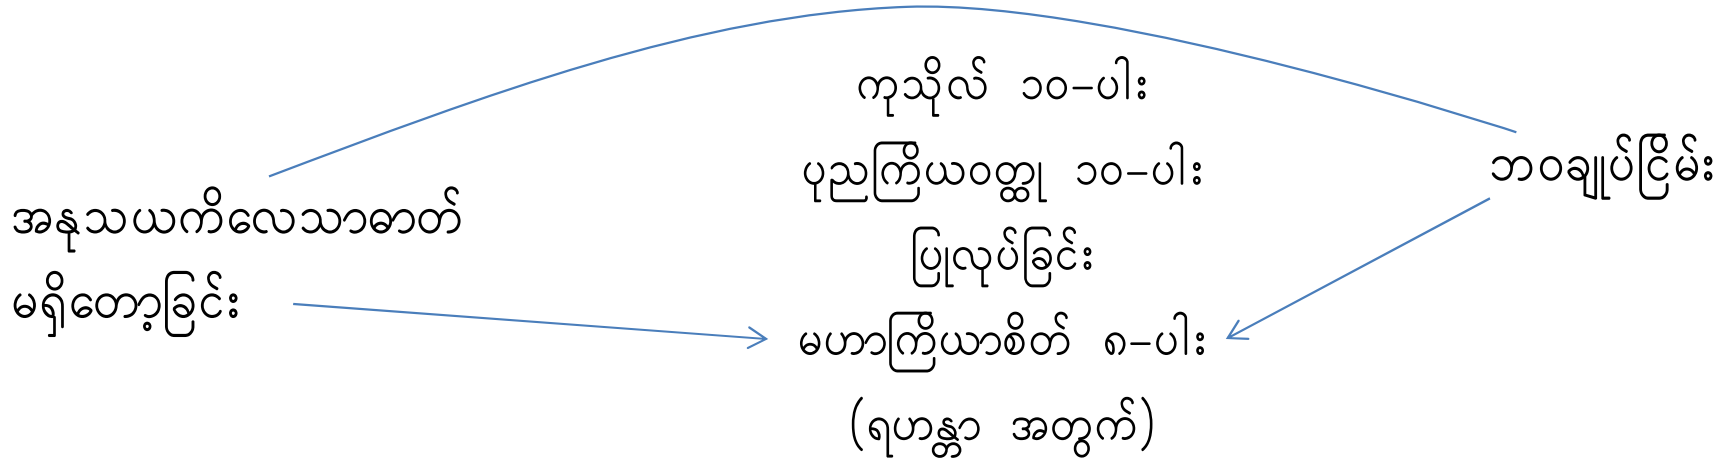 ကုသိုလ် ၁၀–ပါး
ပုညကြိယဝတ္ထု ၁၀–ပါး
ပြုလုပ်ခြင်း
မဟာကြိယာစိတ် ၈–ပါး
(ရဟန္တာ အတွက်)
အနုသယကိလေသာဓာတ်
မရှိတော့ခြင်း
ဘဝချုပ်ငြိမ်း